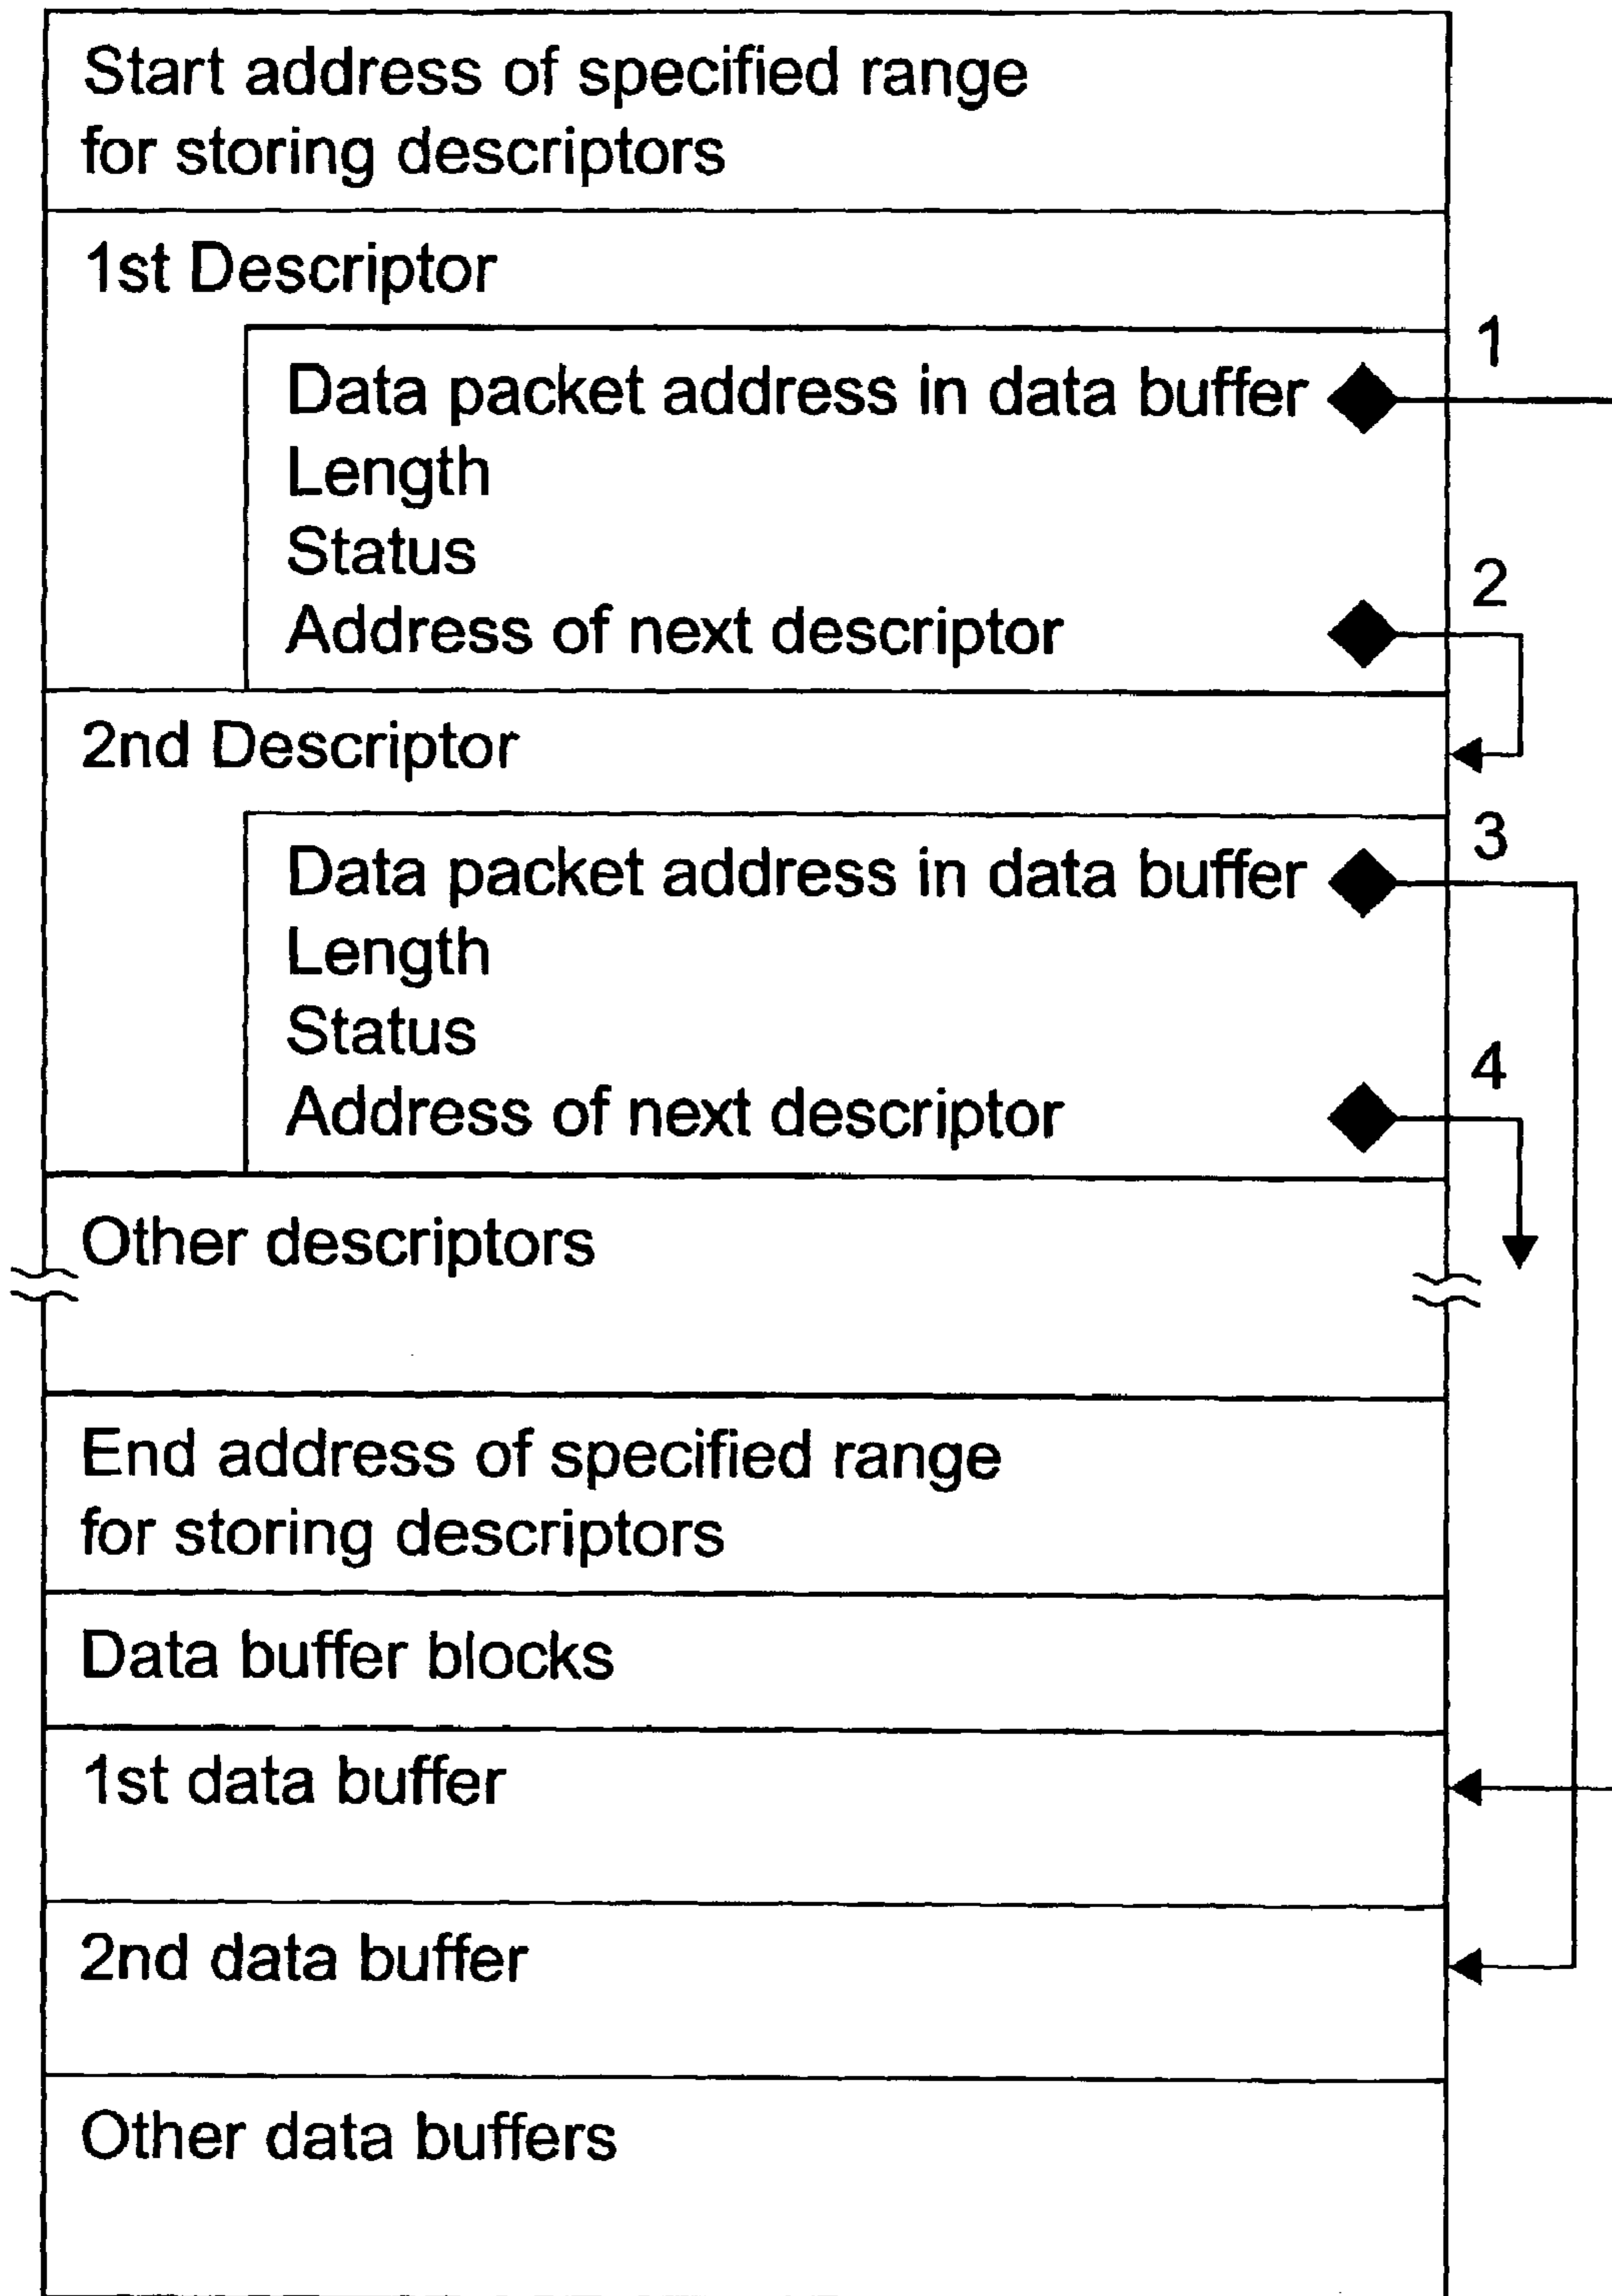 Start address of specified range
for storing descriptors
1st Descriptor
1
Data packet address in data buffer
Length
Status
2
Address of next descriptor
2nd Descriptor
3
Data packet address in data buffer
Length
Status
4
Address of next descriptor
Other descriptors
End address of specified range
for storing descriptors
Data buffer blocks
1st data buffer
2nd data buffer
Other data buffers